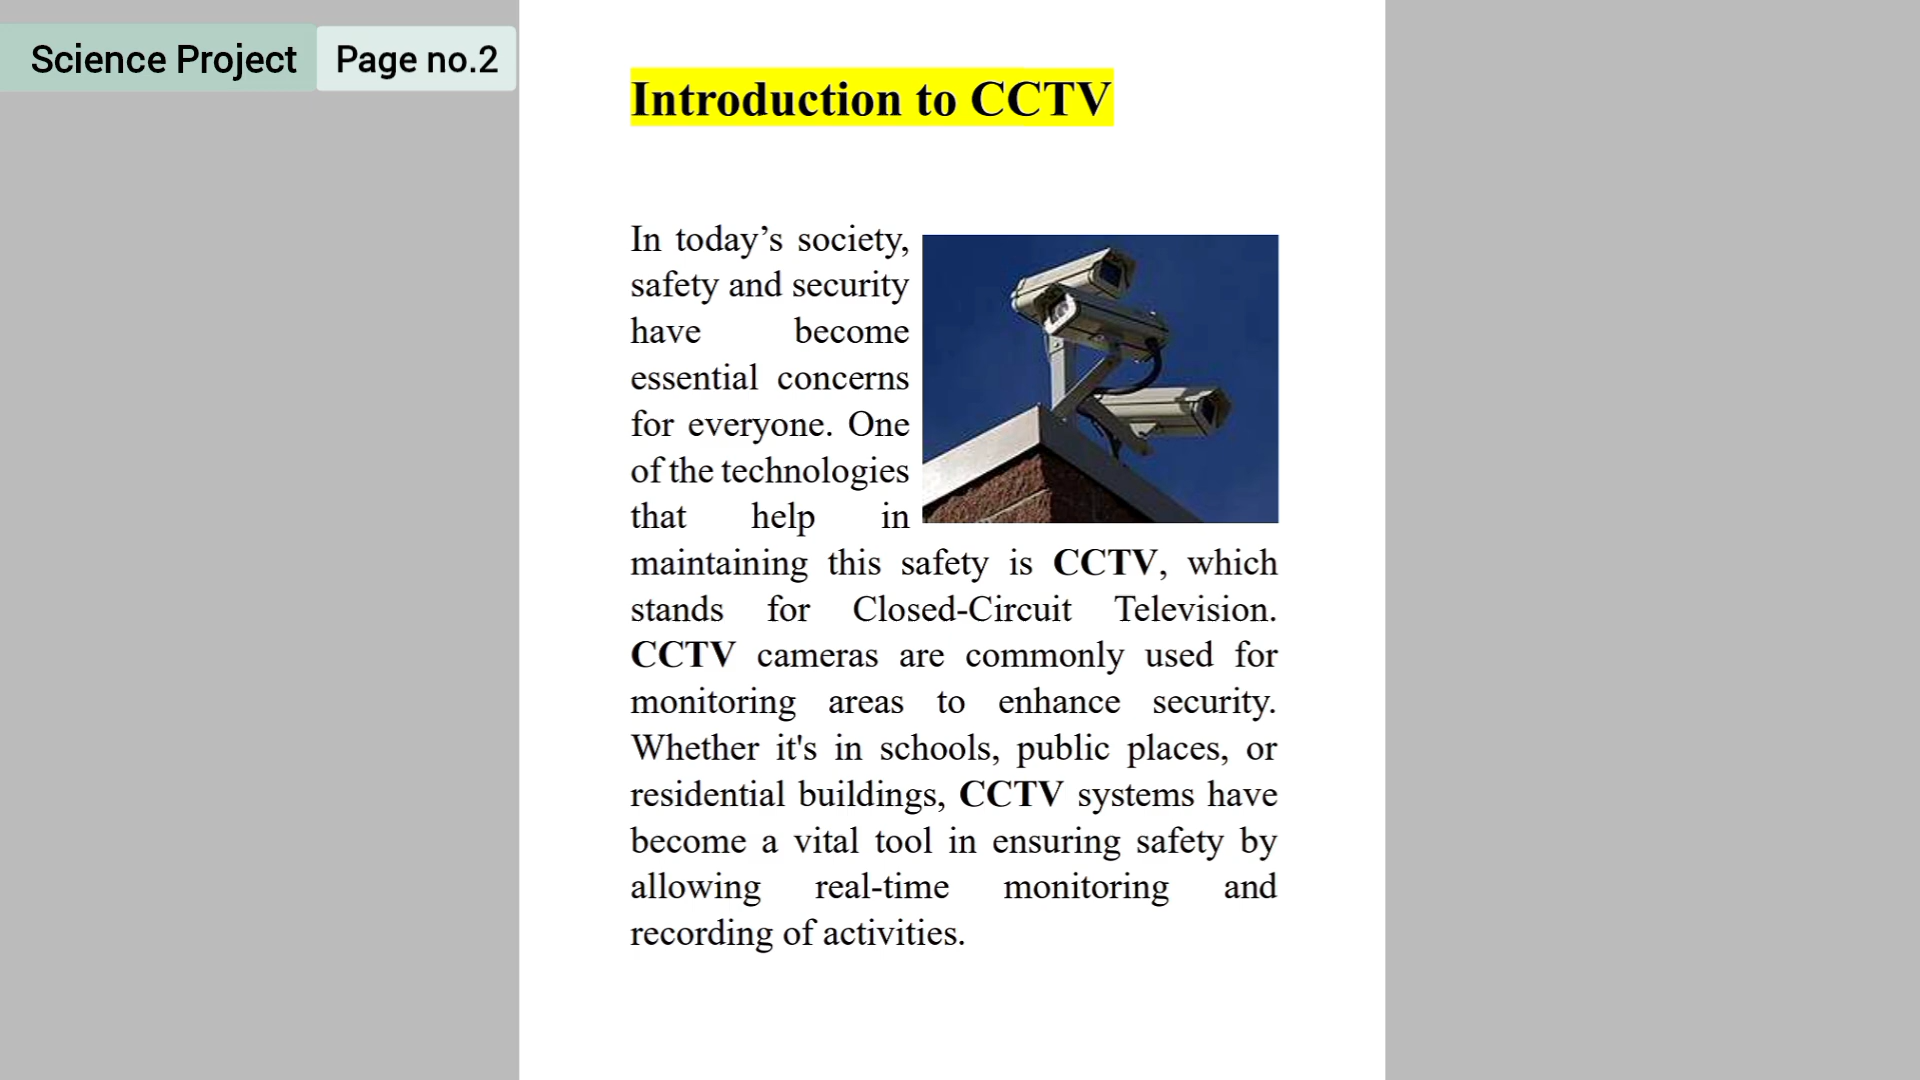 Science Project
Page no.2
Introduction to CCTV
In today’s society,
safety and security
have become
essential concerns
for everyone. One
of the technologies
that help in
maintaining this safety is CCTV, which
stands for Closed-Circuit Television.
CCTV cameras are commonly used for
monitoring areas to enhance security.
Whether it's in schools, public places, or
residential buildings, CCTV systems have
become a vital tool in ensuring safety by
allowing real-time monitoring and
recording of activities.